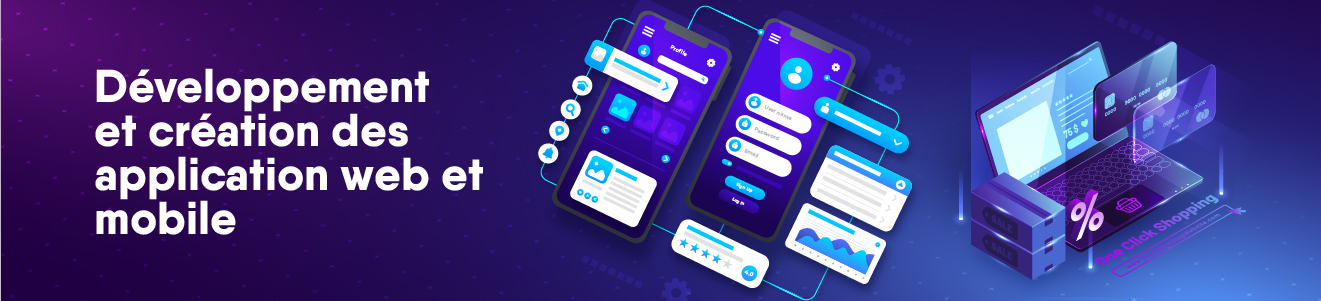 Développement
et création des
application web et
mobile
Profile
User name
Password
Email
Sign Up
Log In
4.0
75 $
%
One Click Shopping